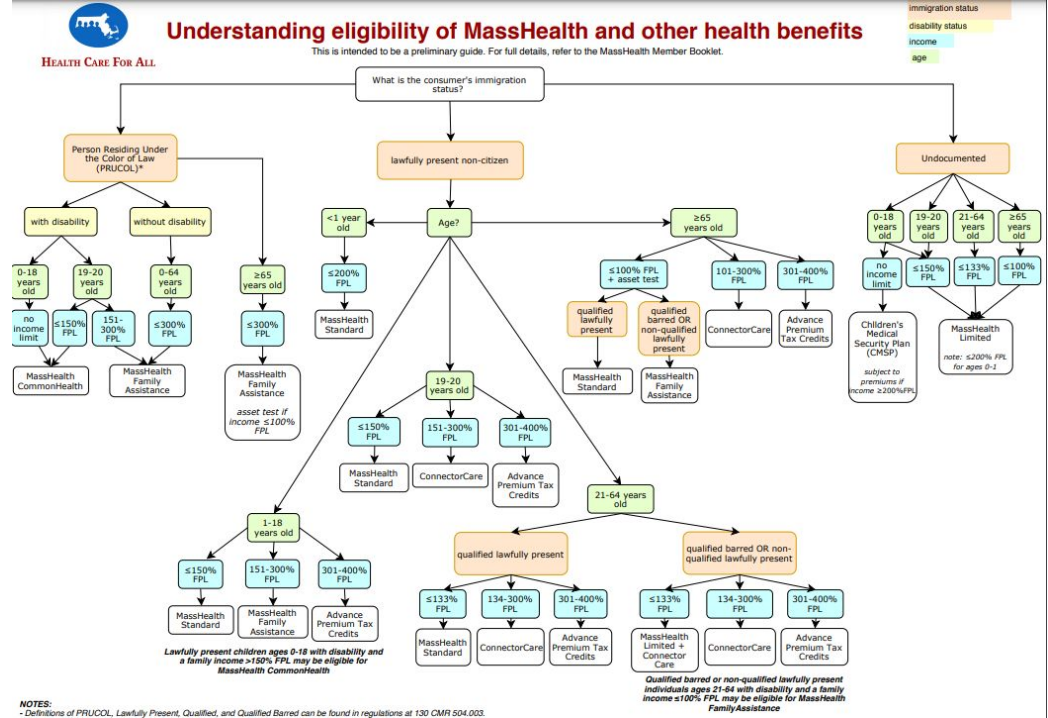 immigration status
disability status
income
age
HEALTH CARE FOR ALL
Understanding eligibility of MassHealth and other health benefits
This is intended to be a preliminary guide. For full details, refer to the MassHealth Member Booklet.
What is the consumer's immigration
status?
Person Residing Under
the Color of Law
(PRUCOL)*
with disability
without disability
0-18
years
old
19-20
years
old
0-64
years
old
≥65
years old
no
income
limit
≤150%
FPL
151-
300%
FPL
≤300%
FPL
≤300%
FPL
MassHealth
CommonHealth
MassHealth
Family
Assistance
MassHealth
Family
Assistance
asset test if
income ≤100%
FPL
lawfully present non-citizen
Age?
<1 year
old
≤200%
FPL
MassHealth
Standard
≥65
years old
≤100% FPL
+ asset test
101-300%
FPL
301-400%
FPL
qualified
lawfully
present
qualified
barred OR
non-qualified
lawfully
present
ConnectorCare
Advance
Premium
Tax Credits
MassHealth
Standard
MassHealth
Family
Assistance
19-20
years old
≤150%
FPL
151-300%
FPL
301-400%
FPL
MassHealth
Standard
ConnectorCare
Advance
Premium Tax
Credits
1-18
years old
≤150%
FPL
151-300%
FPL
301-400%
FPL
MassHealth
Standard
MassHealth
Family
Assistance
Advance
Premium Tax
Credits
Lawfully present children ages 0-18 with disability and
a family income >150% FPL may be eligible for
MassHealth CommonHealth
21-64 years
old
qualified lawfully present
qualified barred OR non-
qualified lawfully present
≤133%
FPL
134-300%
FPL
301-400%
FPL
≤133%
FPL
134-300%
FPL
301-400%
FPL
MassHealth
Standard
ConnectorCare
Advance
Premium Tax
Credits
MassHealth
Limited +
Connector
Care
ConnectorCare
Advance
Premium Tax
Credits
Qualified barred or non-qualified lawfully present
individuals ages 21-64 with disability and a family
income ≤100% FPL may be eligible for MassHealth
FamilyAssistance
Undocumented
0-18
years
old
19-20
years
old
21-64
years
old
≥65
years
old
no
income
limit
≤150%
FPL
≤133%
FPL
≤100%
FPL
Children's
Medical
Security Plan
(CMSP)
subject to
premiums if
income ≥200%FPL
MassHealth
Limited
note: ≤200% FPL
for ages 0-1
NOTES:
- Definitions of PRUCOL, Lawfully Present, Qualified, and Qualified Barred can be found in regulations at 130 CMR 504.003.